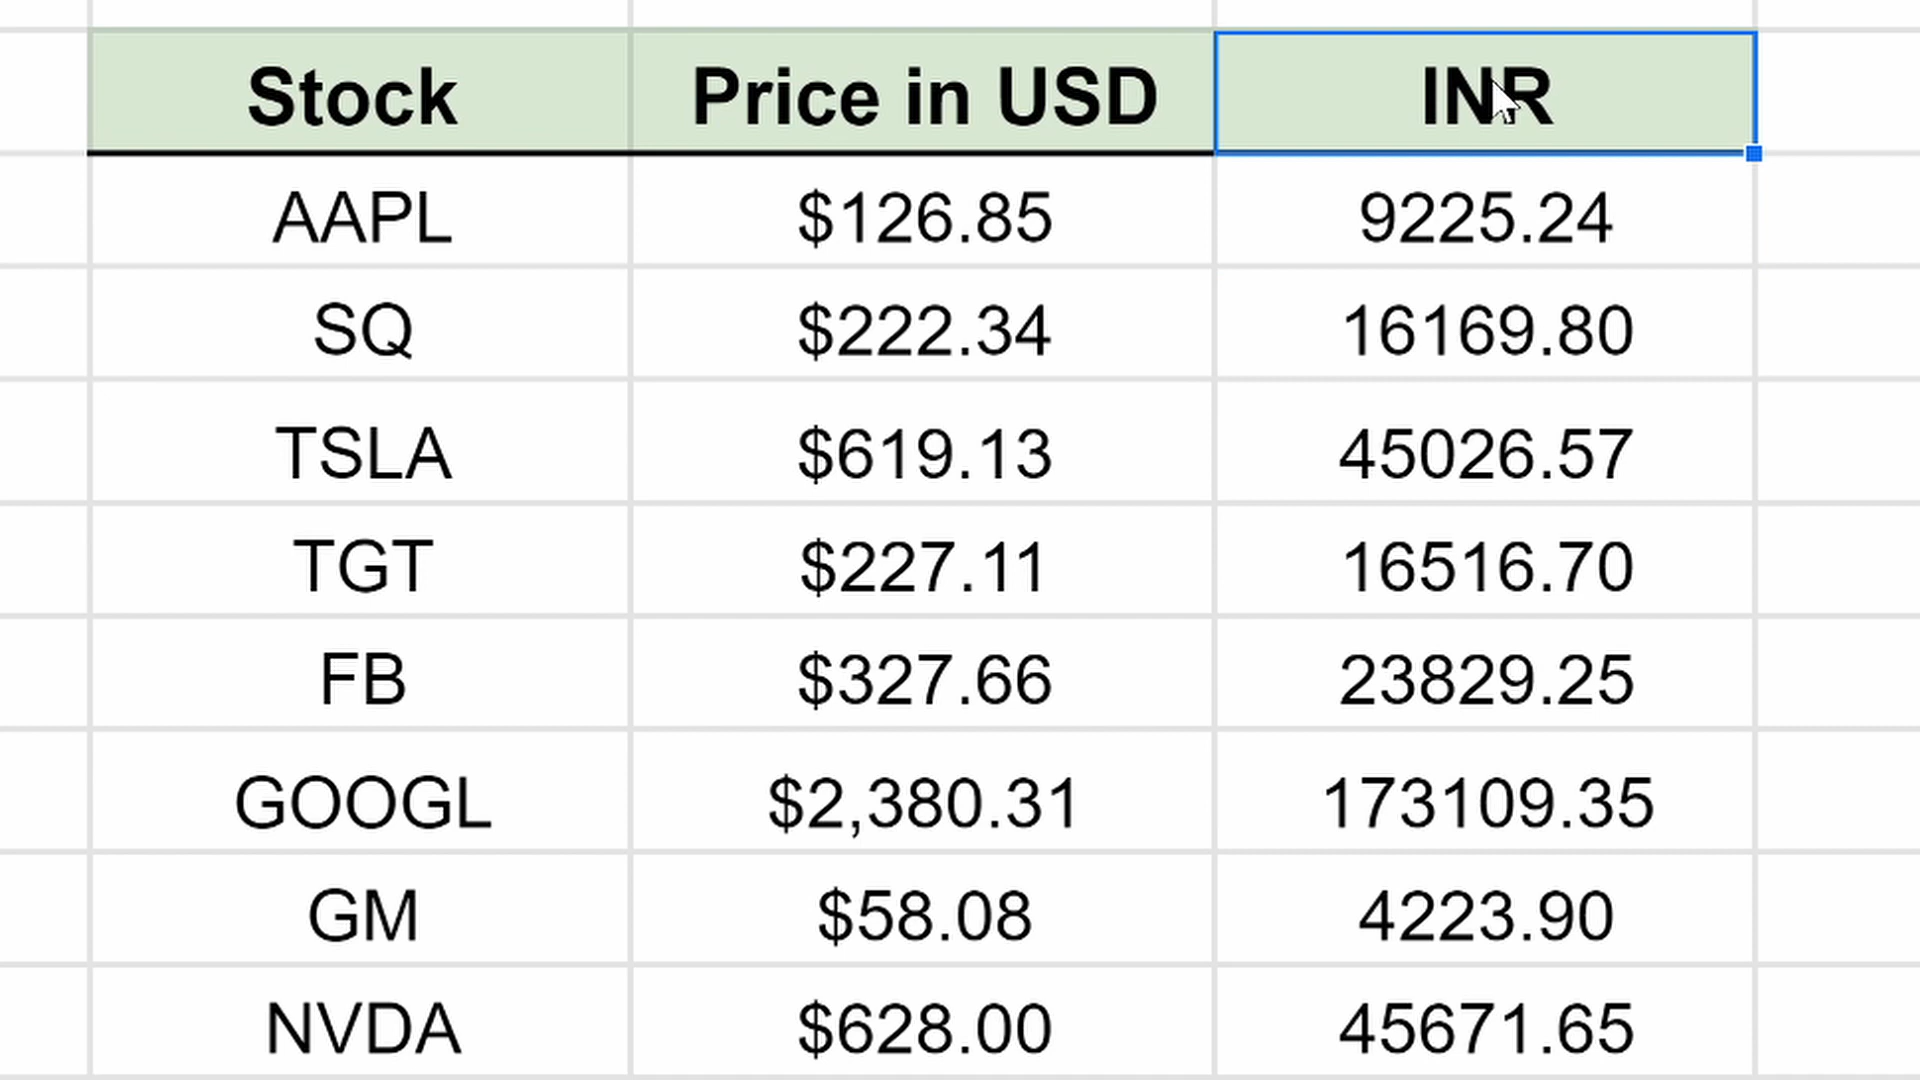 Stock Price in USD INR
AAPL $126.85 9225.24
SQ $222.34 16169.80
TSLA $619.13 45026.57
TGT $227.11 16516.70
FB $327.66 23829.25
GOOGL $2,380.31 173109.35
GM $58.08 4223.90
NVDA $628.00 45671.65